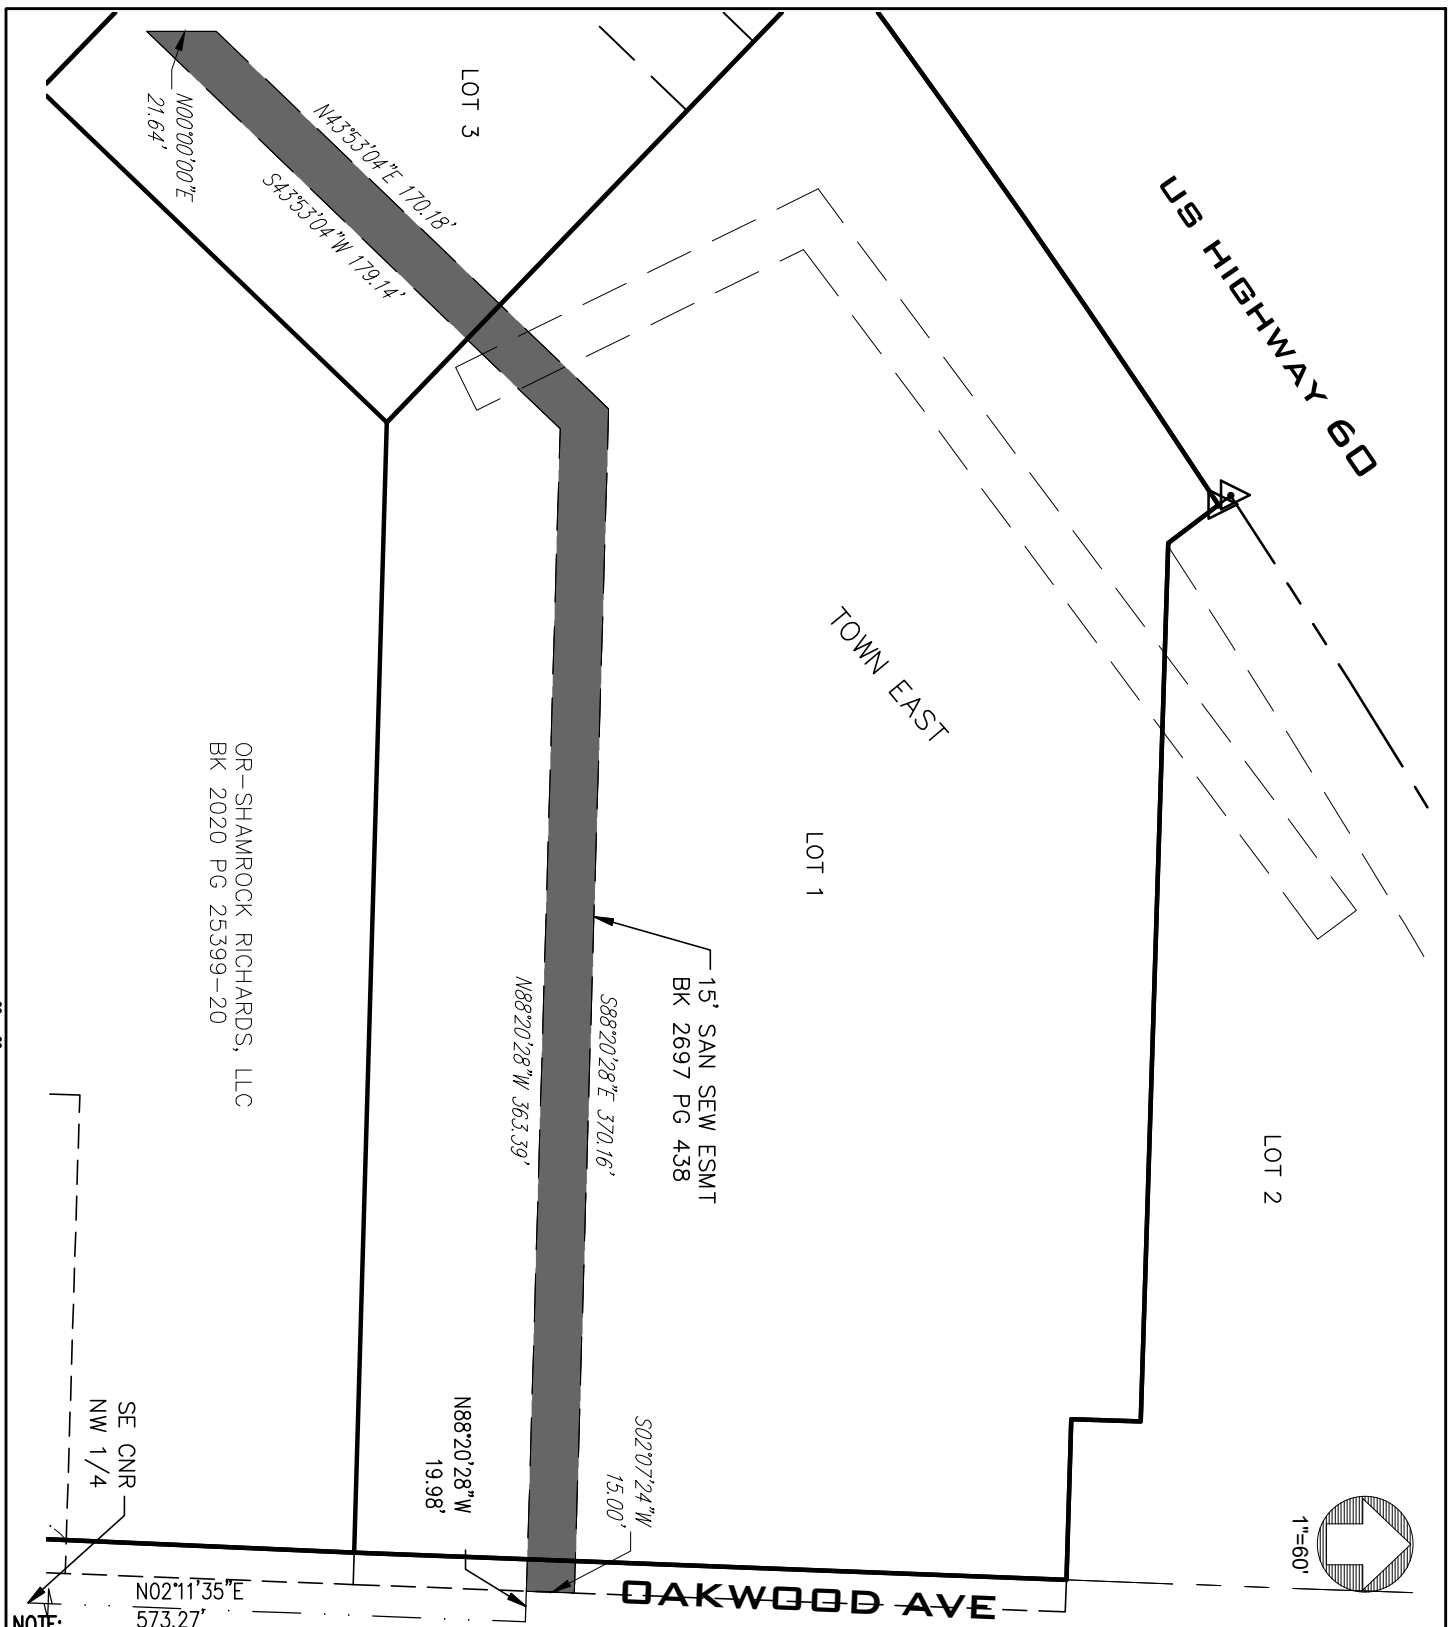 US HIGHWAY 60
LOT 3
N00°00'00"E
21.64'
N43°53'04"E 170.18'
S43°53'04"W 179.14'
TOWN EAST
LOT 1
LOT 2
15' SAN SEW ESMT
BK 2697 PG 438
S88°20'28"E 370.16'
N88°20'28"W 363.39'
OR-SHAMROCK RICHARDS, LLC
BK 2020 PG 25399-20
S02°07'24"W
15.00'
N88°20'28"W
19.98'
SE CNR
NW 1/4
1"=60'
OAKWOOD AVE
N02°11'35"E
573.27'
NOTE: